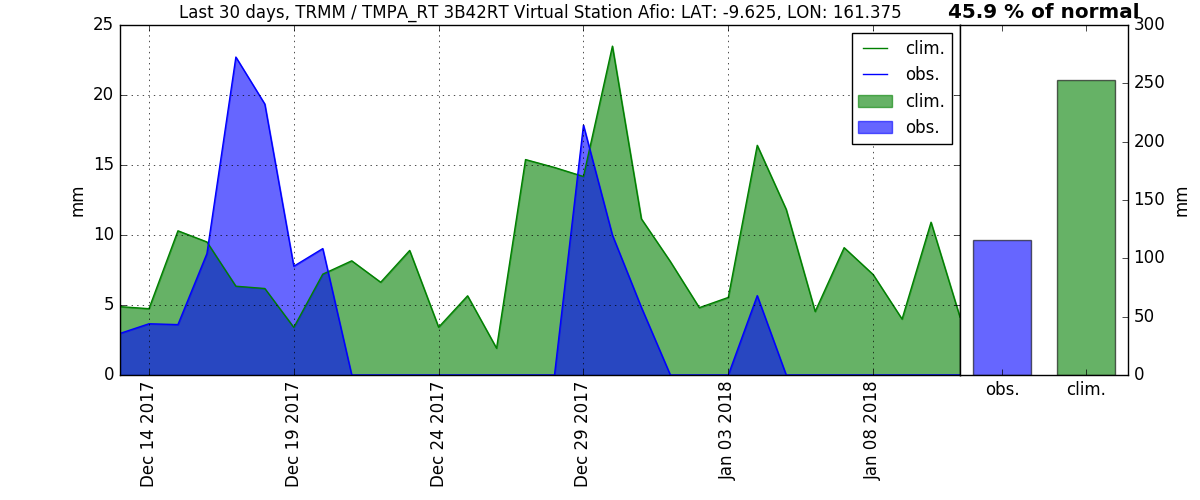 Last 30 days, TRMM / TMPA_RT 3B42RT Virtual Station Afio: LAT: -9.625, LON: 161.375
45.9 % of normal
25
20
15
10
5
0
mm
clim.
obs.
clim.
obs.
300
250
200
150
100
50
0
mm
obs.
clim.
Dec 14 2017
Dec 19 2017
Dec 24 2017
Dec 29 2017
Jan 03 2018
Jan 08 2018